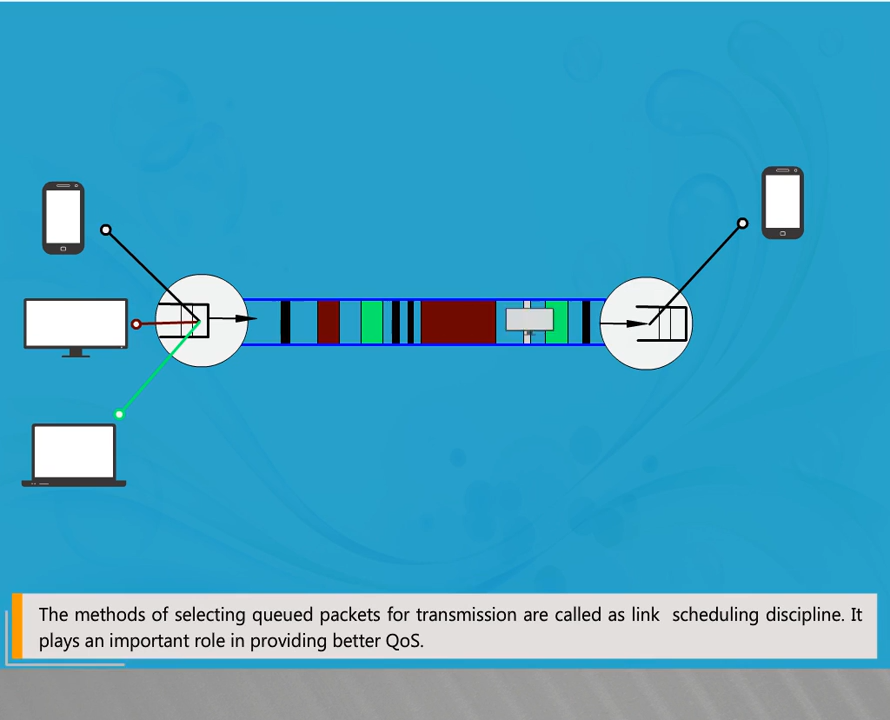 The methods of selecting queued packets for transmission are called as link scheduling discipline. It
plays an important role in providing better QoS.